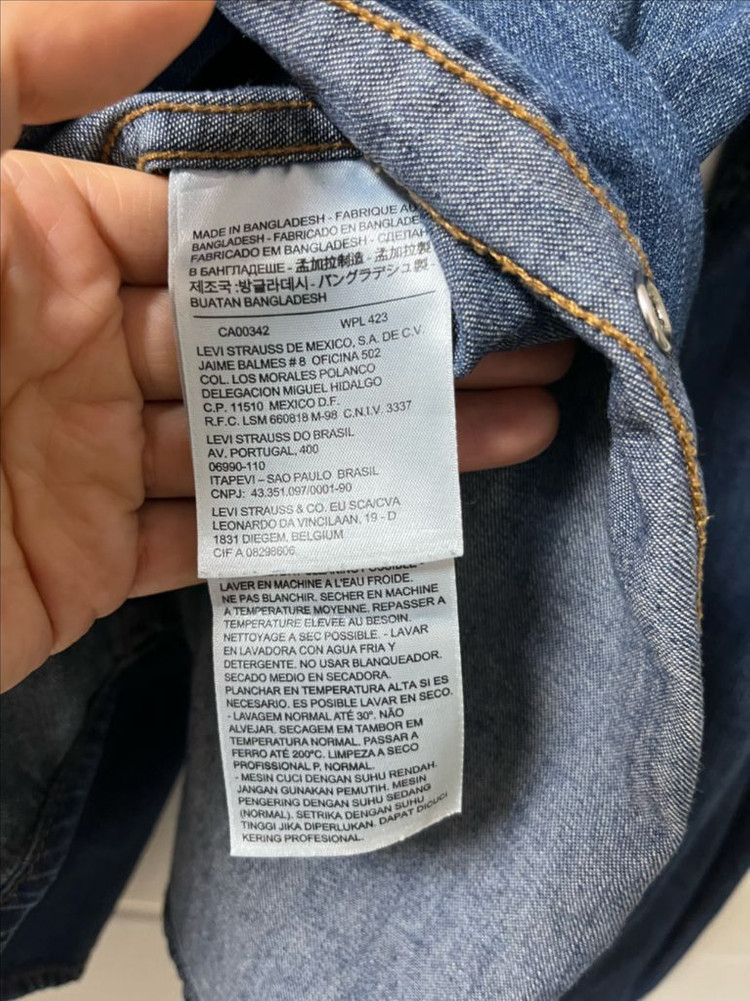 MADE IN BANGLADESH - FABRIQUE AU
BANGLADESH - FABRICADO EN BANGLADE
FABRICADO EM BANGLADESH - СДЕЛАН
В БАНГЛАДЕШЕ - 孟加拉制造 - 孟加拉製
제조국 :방글라데시 - バングラデシュ製 -
BUATAN BANGLADESH
CA00342 WPL 423
LEVI STRAUSS DE MEXICO, S.A. DE C.V.
JAIME BALMES # 8 OFICINA 502
COL. LOS MORALES POLANCO
DELEGACION MIGUEL HIDALGO
C.P. 11510 MEXICO D.F.
R.F.C. LSM 660818 M-98 C.N.I.V. 3337
LEVI STRAUSS DO BRASIL
AV. PORTUGAL, 400
06990-110
ITAPEVI – SAO PAULO BRASIL
CNPJ: 43.351.097/0001-90
LEVI STRAUSS & CO. EU SCA/CVA
LEONARDO DA VINCILAAN, 19 - D
1831 DIEGEM, BELGIUM
CIF A 08298606
LAVER EN MACHINE A L'EAU FROIDE.
NE PAS BLANCHIR. SECHER EN MACHINE
A TEMPERATURE MOYENNE. REPASSER A
TEMPERATURE ELEVEE AU BESOIN.
NETTOYAGE A SEC POSSIBLE. - LAVAR
EN LAVADORA CON AGUA FRIA Y
DETERGENTE. NO USAR BLANQUEADOR.
SECADO MEDIO EN SECADORA.
PLANCHAR EN TEMPERATURA ALTA SI ES
NECESARIO. ES POSIBLE LAVAR EN SECO.
- LAVAGEM NORMAL ATÉ 30°. NÃO
ALVEJAR. SECAGEM EM TAMBOR EM
TEMPERATURA NORMAL. PASSAR A
FERRO ATÉ 200°C. LIMPEZA A SECO
PROFISSIONAL P, NORMAL.
- MESIN CUCI DENGAN SUHU RENDAH.
JANGAN GUNAKAN PEMUTIH. MESIN
PENGERING DENGAN SUHU SEDANG
(NORMAL). SETRIKA DENGAN SUHU
TINGGI JIKA DIPERLUKAN. DAPAT DICUCI
KERING PROFESIONAL.